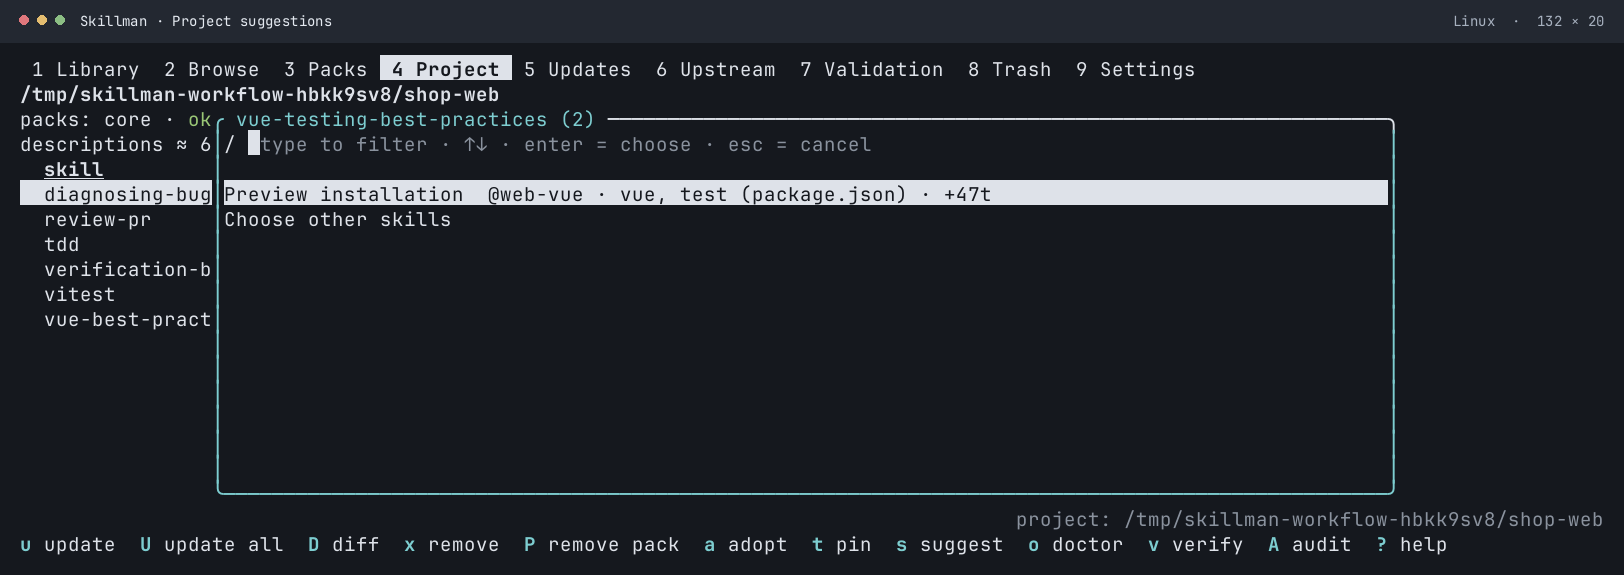 Skillman · Project suggestions
Linux · 132 × 20
1 Library 2 Browse 3 Packs 4 Project 5 Updates 6 Upstream 7 Validation 8 Trash 9 Settings
/tmp/skillman-workflow-hbkk9sv8/shop-web
packs: core · ok
vue-testing-best-practices (2)
descriptions ≈ 6
/ type to filter · ↑↓ · enter = choose · esc = cancel
skill
diagnosing-bug
Preview installation @web-vue · vue, test (package.json) · +47t
review-pr
Choose other skills
tdd
verification-b
vitest
vue-best-pract
project: /tmp/skillman-workflow-hbkk9sv8/shop-web
u update U update all D diff x remove P remove pack a adopt t pin s suggest o doctor v verify A audit ? help